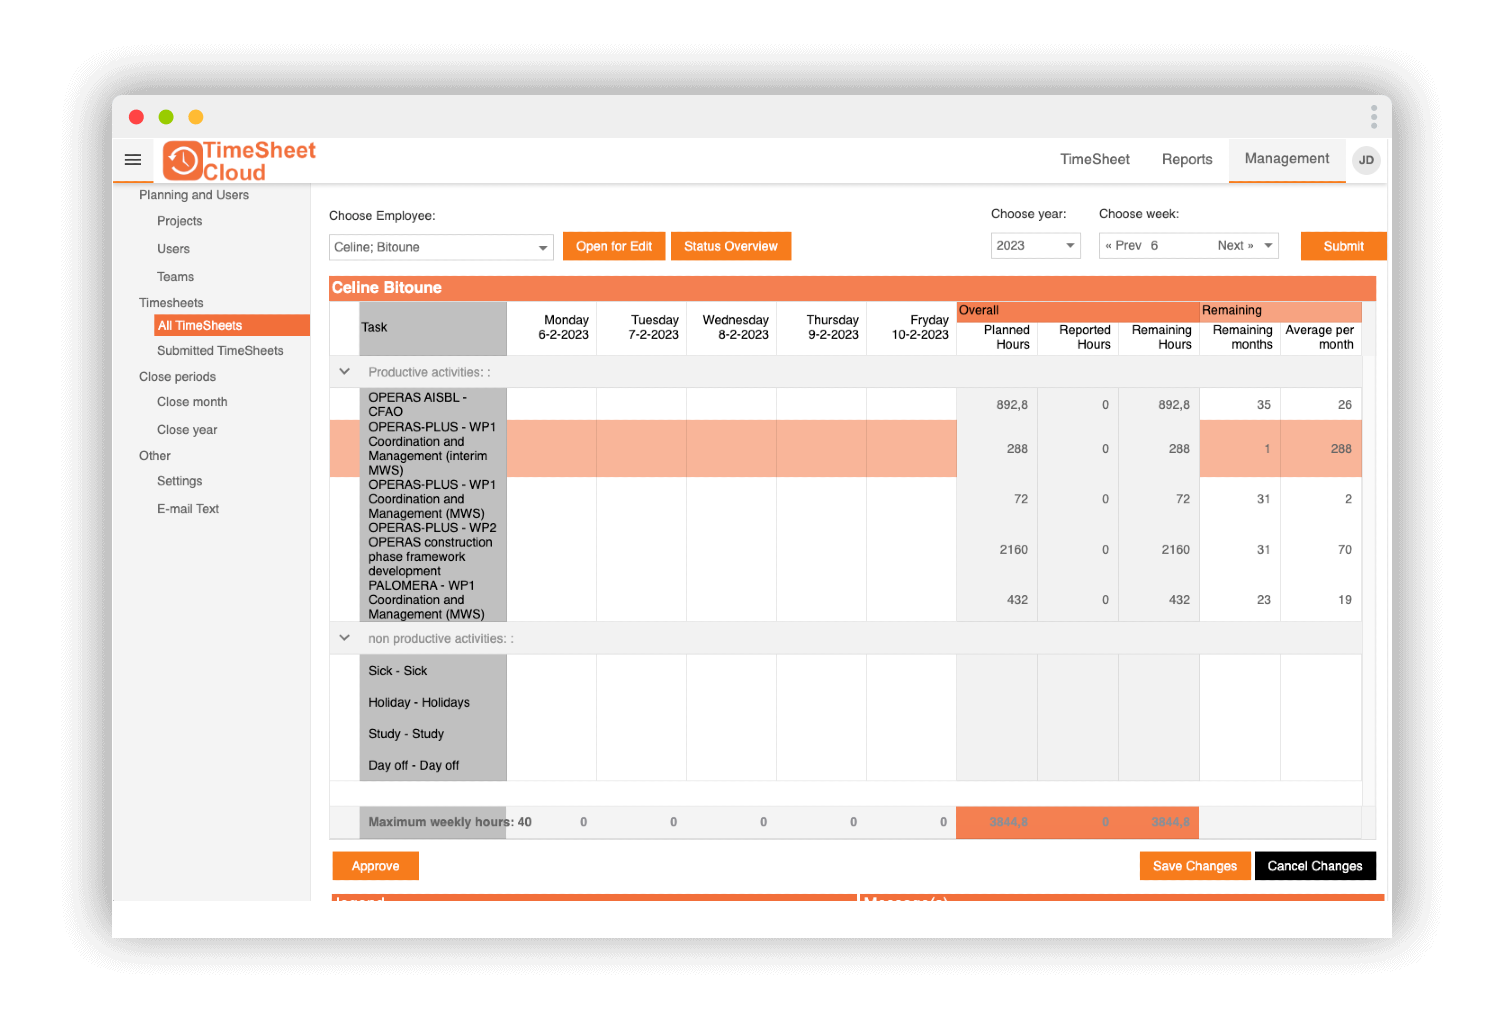 TimeSheet
Cloud
TimeSheet Reports Management JD
Planning and Users
Projects
Users
Teams
Timesheets
All TimeSheets
Submitted TimeSheets
Close periods
Close month
Close year
Other
Settings
E-mail Text
Choose Employee:
Choose year: Choose week:
Celine; Bitoune Open for Edit Status Overview 2023 « Prev 6 Next » Submit
Celine Bitoune
Overall Remaining
Task
Monday Tuesday Wednesday Thursday Fryday
6-2-2023 7-2-2023 8-2-2023 9-2-2023 10-2-2023
Planned Reported Remaining Remaining Average per
Hours Hours Hours months month
Productive activities: :
OPERAS AISBL -
CFAO
892,8 0 892,8 35 26
OPERAS-PLUS - WP1
Coordination and
Management (interim
MWS)
288 0 288 1 288
OPERAS-PLUS - WP1
Coordination and
Management (MWS)
72 0 72 31 2
OPERAS-PLUS - WP2
OPERAS construction
phase framework
development
2160 0 2160 31 70
PALOMERA - WP1
Coordination and
Management (MWS)
432 0 432 23 19
non productive activities: :
Sick - Sick
Holiday - Holidays
Study - Study
Day off - Day off
Maximum weekly hours: 40 0 0 0 0 0 3844,8 0 3844,8
Approve Save Changes Cancel Changes
legend Message(s)